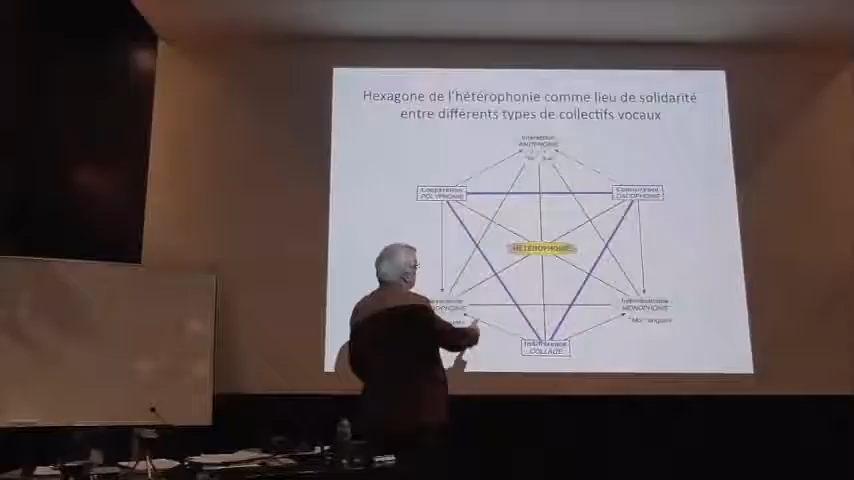 Hexagone de l'hétérophonie comme lieu de solidarité
entre différents types de collectifs vocaux
Interaction
ANTIPHONIE
Coopération
POLYPHONIE
Concurrence
CACOPHONIE
HÉTÉROPHONIE
MONOPHONIE
Indifférence
COLLAGE